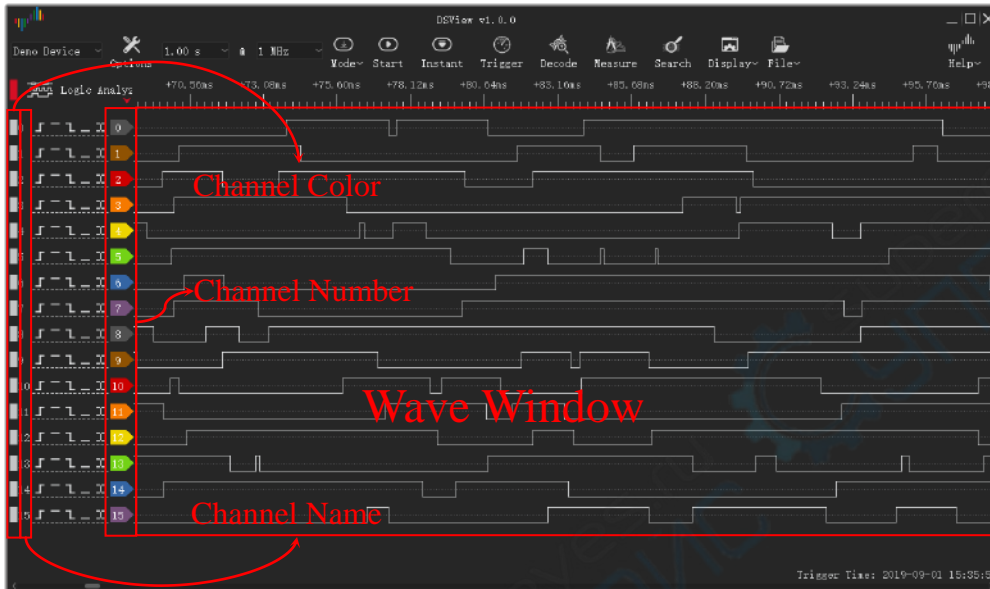 DSView v1.0.0
Demo Device
Options
1.00 s
@ 1 MHz
Mode
Start
Instant
Trigger
Decode
Measure
Search
Display
File
Help
Logic Analyz
+70.56ms +73.08ms +75.60ms +78.12ms +80.64ms +83.16ms +85.68ms +88.20ms +90.72ms +93.24ms +95.76ms +98
0
1
2
Channel Color
3
4
5
6
Channel Number
7
8
9
10
11
Wave Window
12
13
14
15
Channel Name
Trigger Time: 2019-09-01 15:35:5